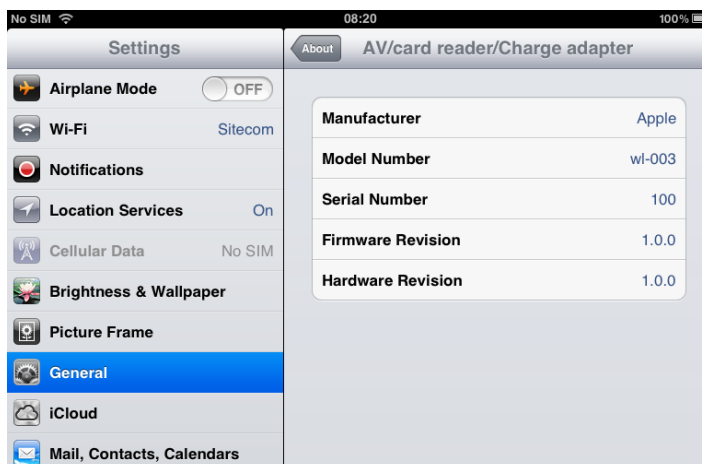 No SIM 08:20 100%
Settings
Airplane Mode OFF
Wi-Fi Sitecom
Notifications
Location Services On
Cellular Data No SIM
Brightness & Wallpaper
Picture Frame
General
iCloud
Mail, Contacts, Calendars
About AV/card reader/Charge adapter
Manufacturer Apple
Model Number wl-003
Serial Number 100
Firmware Revision 1.0.0
Hardware Revision 1.0.0